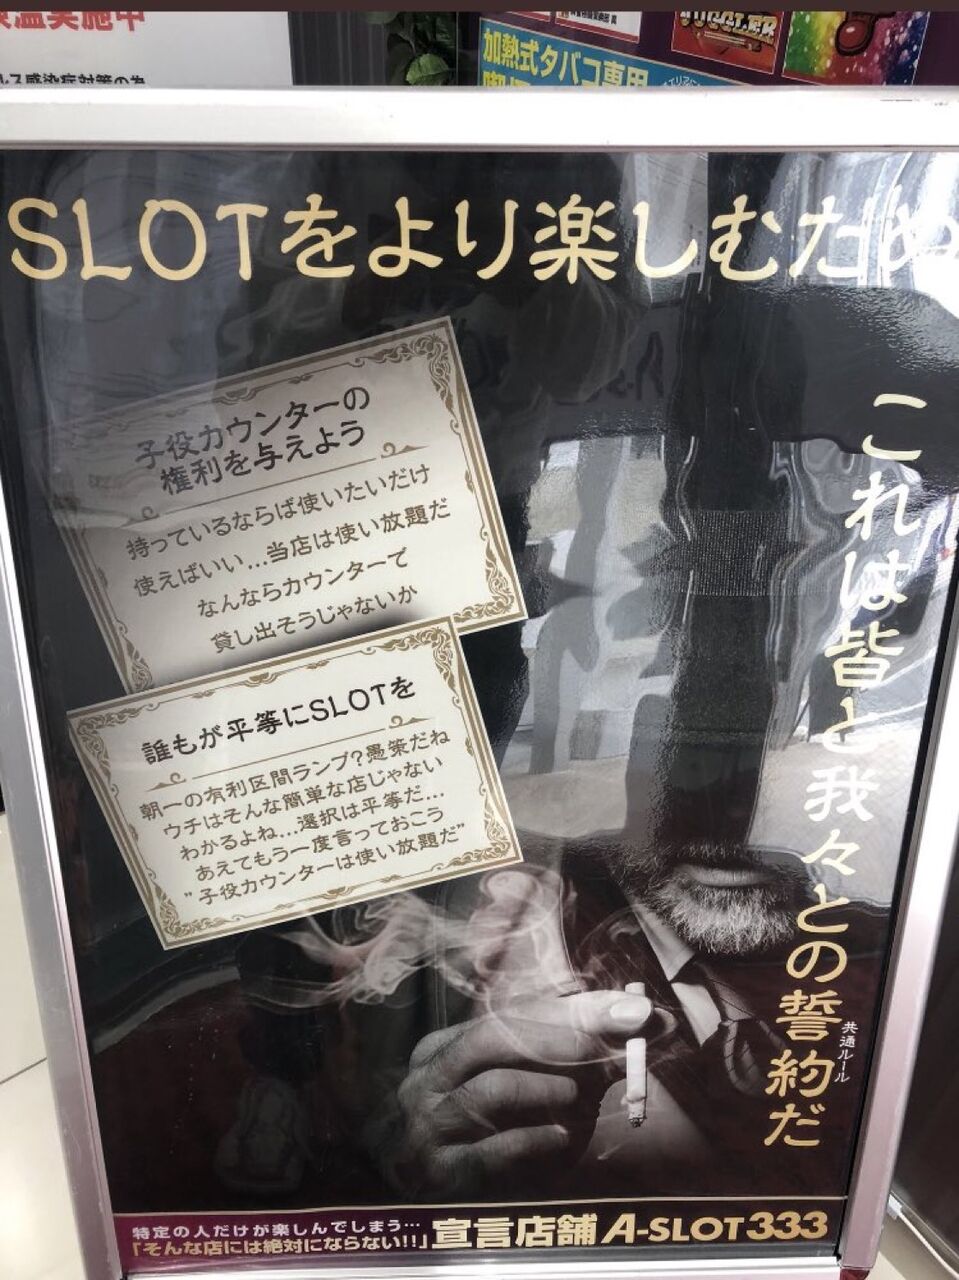 検温実施中
加熱式タバコ専用
JUGGLER
SLOTをより楽しむため
子役カウンターの
権利を与えよう
持っているならば使いたいだけ
使えばいい…当店は使い放題だ
なんならカウンターで
貸し出そうじゃないか
誰もが平等にSLOTを
朝一の有利区間ランプ?愚策だね
ウチはそんな簡単な店じゃない
わかるよね…選択は平等だ…
あえてもう一度言っておこう
"子役カウンターは使い放題だ"
これは皆と我々との誓約だ
共通ルール
特定の人だけが楽しんでしまう…
「そんな店には絶対にならない!!」
宣言店舗 A-SLOT333